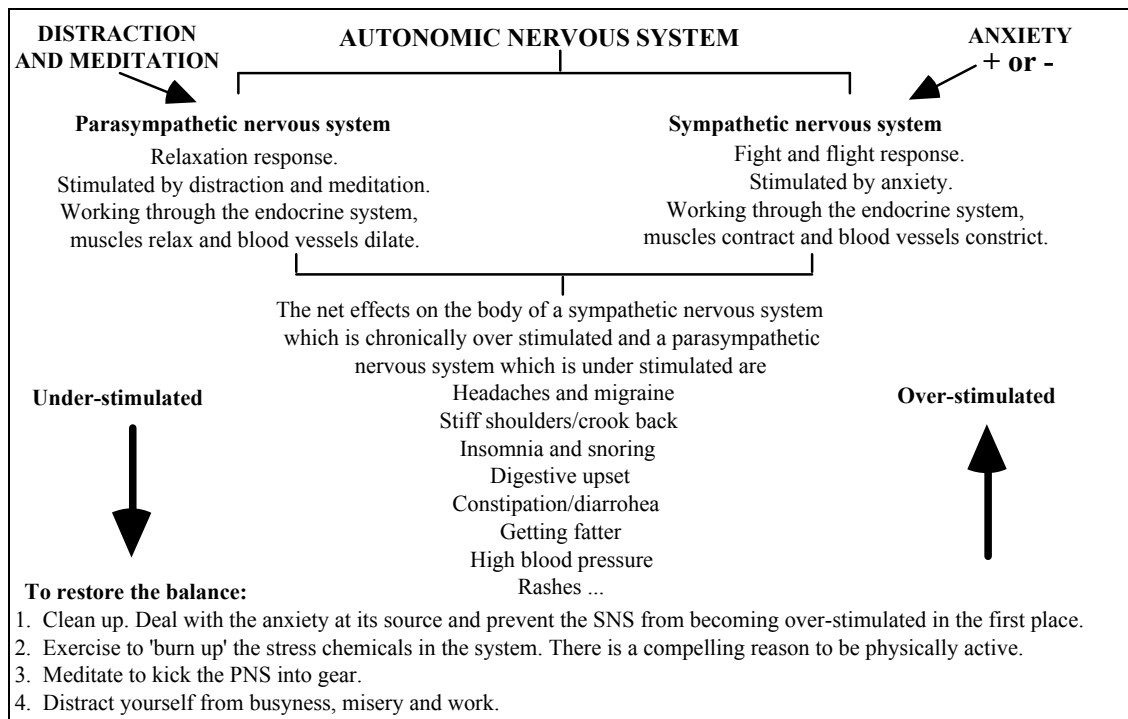 DISTRACTION
AND MEDITATION
AUTONOMIC NERVOUS SYSTEM
ANXIETY
+ or -
Parasympathetic nervous system
Relaxation response.
Stimulated by distraction and meditation.
Working through the endocrine system,
muscles relax and blood vessels dilate.
Sympathetic nervous system
Fight and flight response.
Stimulated by anxiety.
Working through the endocrine system,
muscles contract and blood vessels constrict.
The net effects on the body of a sympathetic nervous system
which is chronically over stimulated and a parasympathetic
nervous system which is under stimulated are
Headaches and migraine
Stiff shoulders/crook back
Insomnia and snoring
Digestive upset
Constipation/diarrohea
Getting fatter
High blood pressure
Rashes ...
Under-stimulated
Over-stimulated
To restore the balance:
1. Clean up. Deal with the anxiety at its source and prevent the SNS from becoming over-stimulated in the first place.
2. Exercise to 'burn up' the stress chemicals in the system. There is a compelling reason to be physically active.
3. Meditate to kick the PNS into gear.
4. Distract yourself from busyness, misery and work.